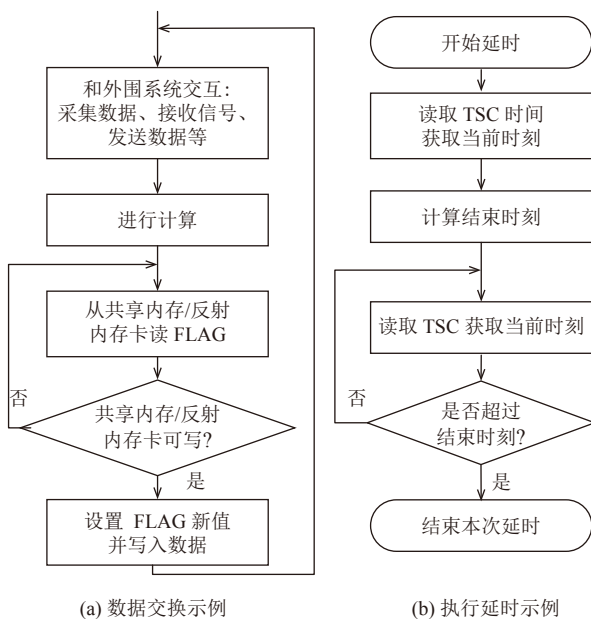 和外围系统交互:
采集数据、接收信号、
发送数据等
进行计算
从共享内存/反射
内存卡读 FLAG
否
共享内存/反射
内存卡可写?
是
设置 FLAG 新值
并写入数据
(a) 数据交换示例
开始延时
读取 TSC 时间
获取当前时刻
计算结束时刻
读取 TSC 获取当前时刻
否
是否超过
结束时刻?
是
结束本次延时
(b) 执行延时示例